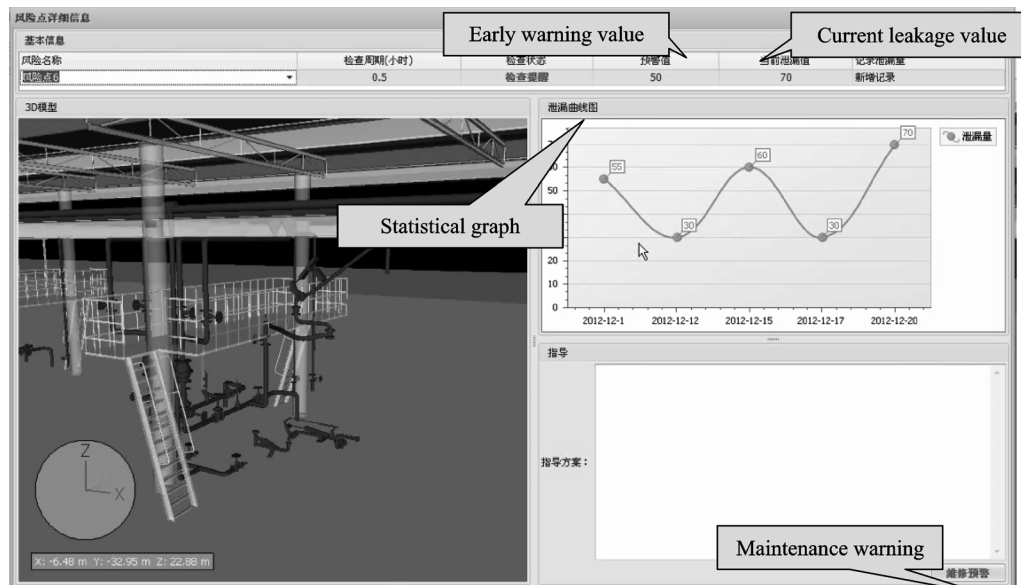 风险点详细信息
基本信息
Early warning value
Current leakage value
风险名称 检查周期(小时) 检查状态 预警值 当前泄漏值 记录泄漏量
风险点6 0.5 检查提醒 50 70 新增记录
3D模型
泄漏曲线图
泄漏量
70
60
55
50
30
30
20
10
0
2012-12-1 2012-12-12 2012-12-15 2012-12-17 2012-12-20
Statistical graph
指导
指导方案：
Z
X
X: -6.48 m Y: -32.95 m Z: 22.88 m
Maintenance warning
维修预警